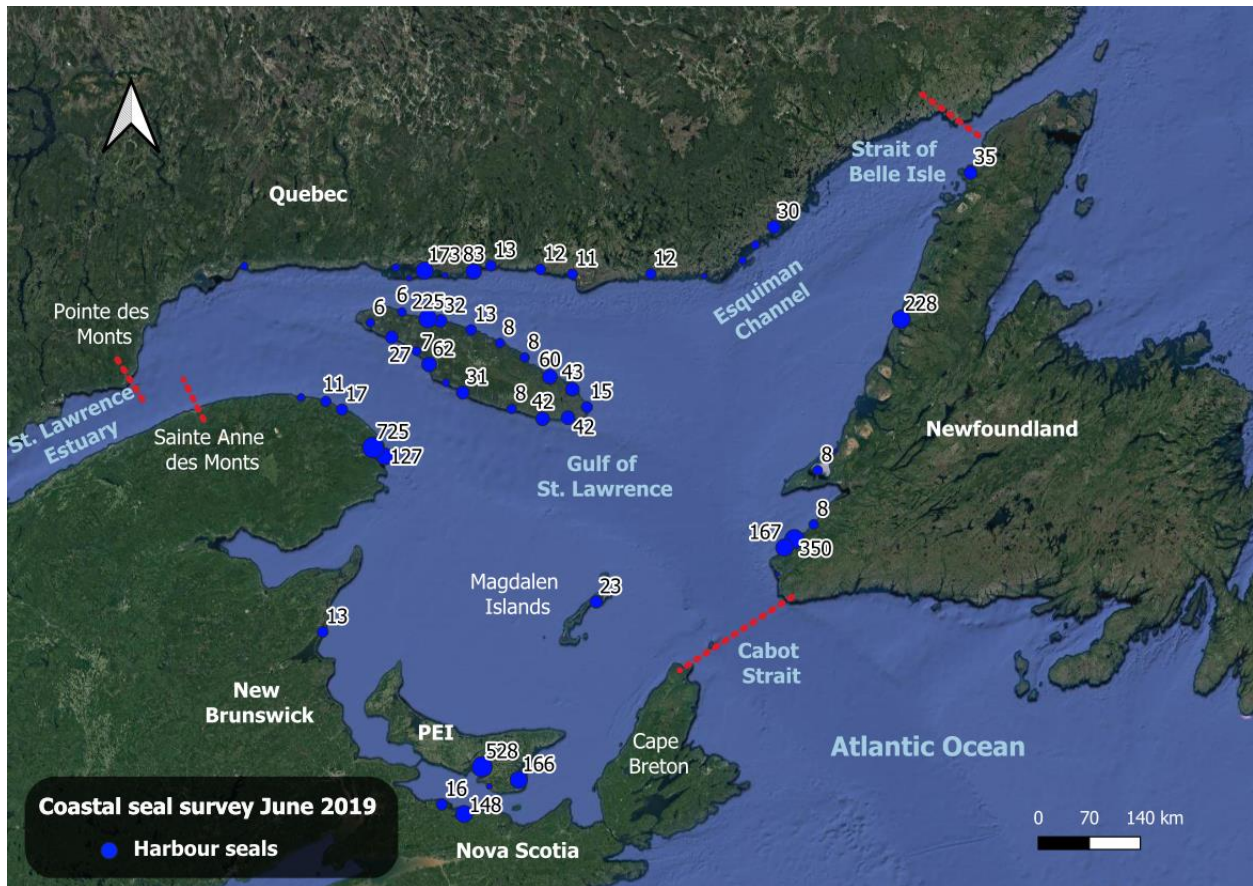 Quebec
Strait of
Belle Isle
35
30
173
83
13
12
11
12
Esquiman
Channel
228
Pointe des
Monts
6
6
225
32
13
8
8
60
43
15
27
7
62
31
8
42
42
St. Lawrence
Estuary
Sainte Anne
des Monts
11
17
725
127
Gulf of
St. Lawrence
Newfoundland
8
8
167
350
Magdalen
Islands
23
13
Cabot
Strait
New
Brunswick
PEI
528
166
16
148
Cape
Breton
Atlantic Ocean
Nova Scotia
Coastal seal survey June 2019
Harbour seals
0 70 140 km